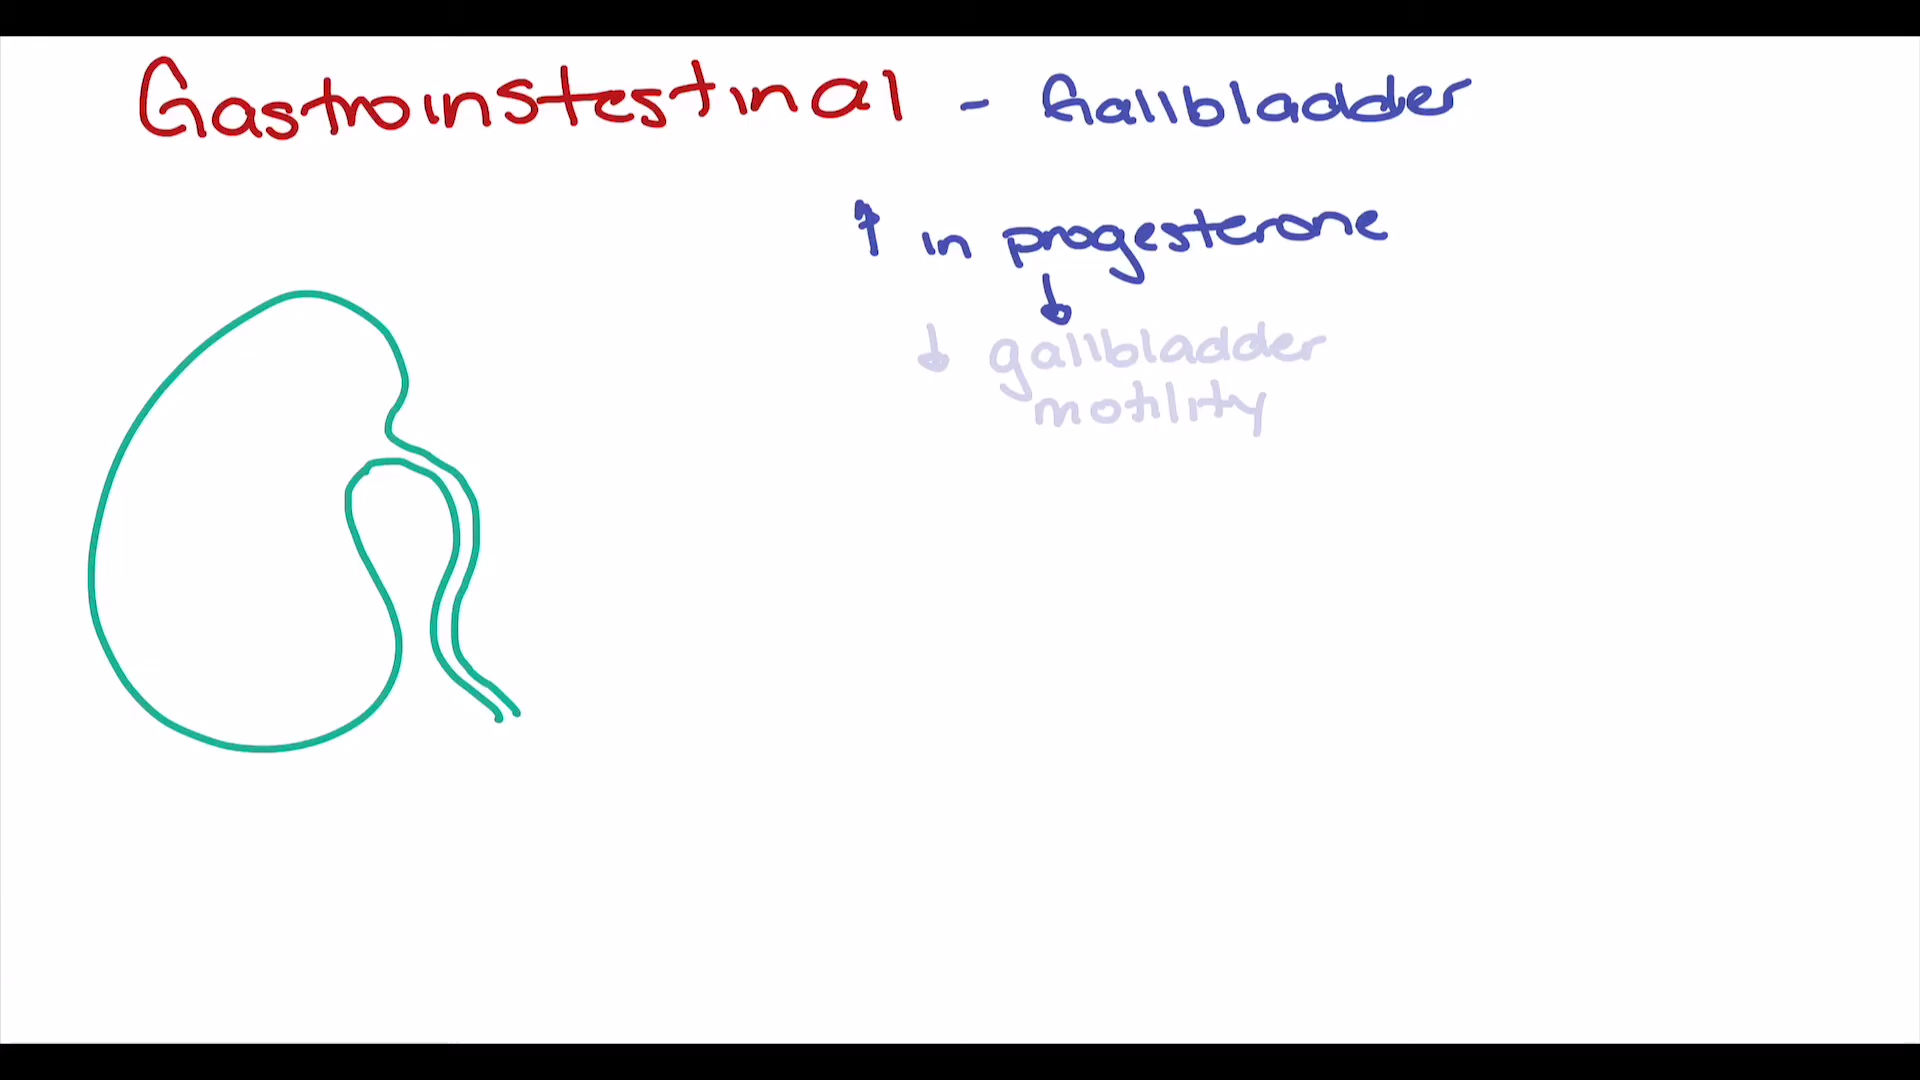 Gastroinstestinal - Gallbladder
↑ in progesterone
↓
↓ gallbladder
motility